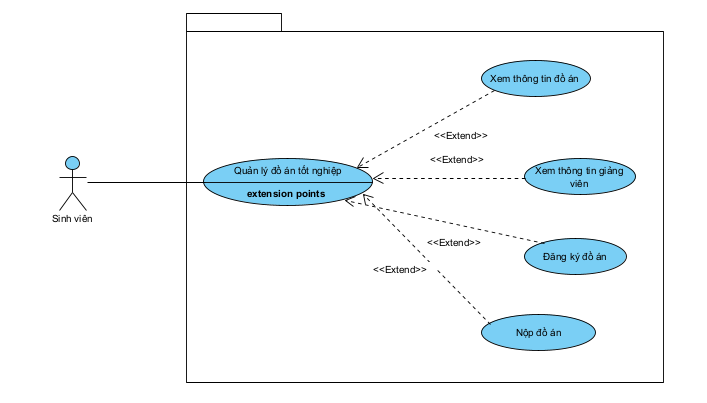 Xem thông tin đồ án
<<Extend>>
<<Extend>>
Quản lý đồ án tốt nghiệp
extension points
Xem thông tin giảng
viên
Sinh viên
<<Extend>>
Đăng ký đồ án
<<Extend>>
Nộp đồ án